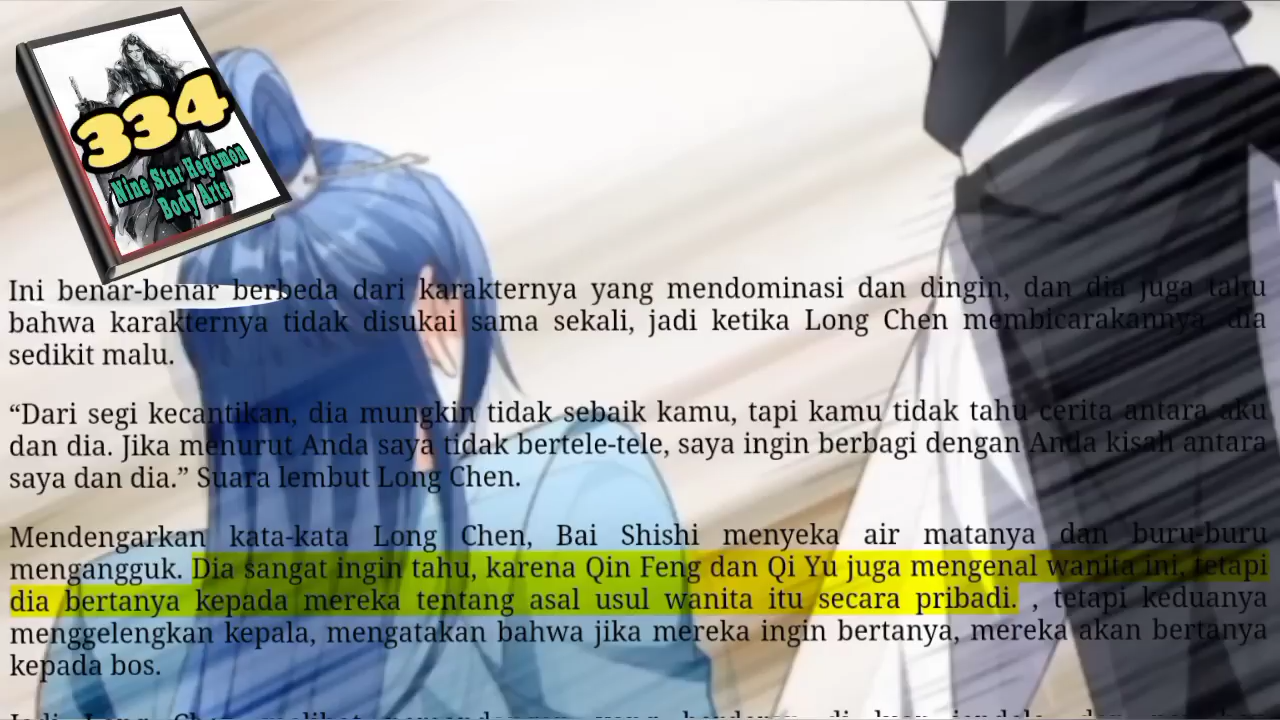 334
Nine Star Hegemon
Body Arts
Ini benar-benar berbeda dari karakternya yang mendominasi dan dingin, dan dia juga tahu
bahwa karakternya tidak disukai sama sekali, jadi ketika Long Chen membicarakannya, dia
sedikit malu.
“Dari segi kecantikan, dia mungkin tidak sebaik kamu, tapi kamu tidak tahu cerita antara aku
dan dia. Jika menurut Anda saya tidak bertele-tele, saya ingin berbagi dengan Anda kisah antara
saya dan dia.” Suara lembut Long Chen.
Mendengarkan kata-kata Long Chen, Bai Shishi menyeka air matanya dan buru-buru
mengangguk. Dia sangat ingin tahu, karena Qin Feng dan Qi Yu juga mengenal wanita ini, tetapi
dia bertanya kepada mereka tentang asal usul wanita itu secara pribadi. , tetapi keduanya
menggelengkan kepala, mengatakan bahwa jika mereka ingin bertanya, mereka akan bertanya
kepada bos.